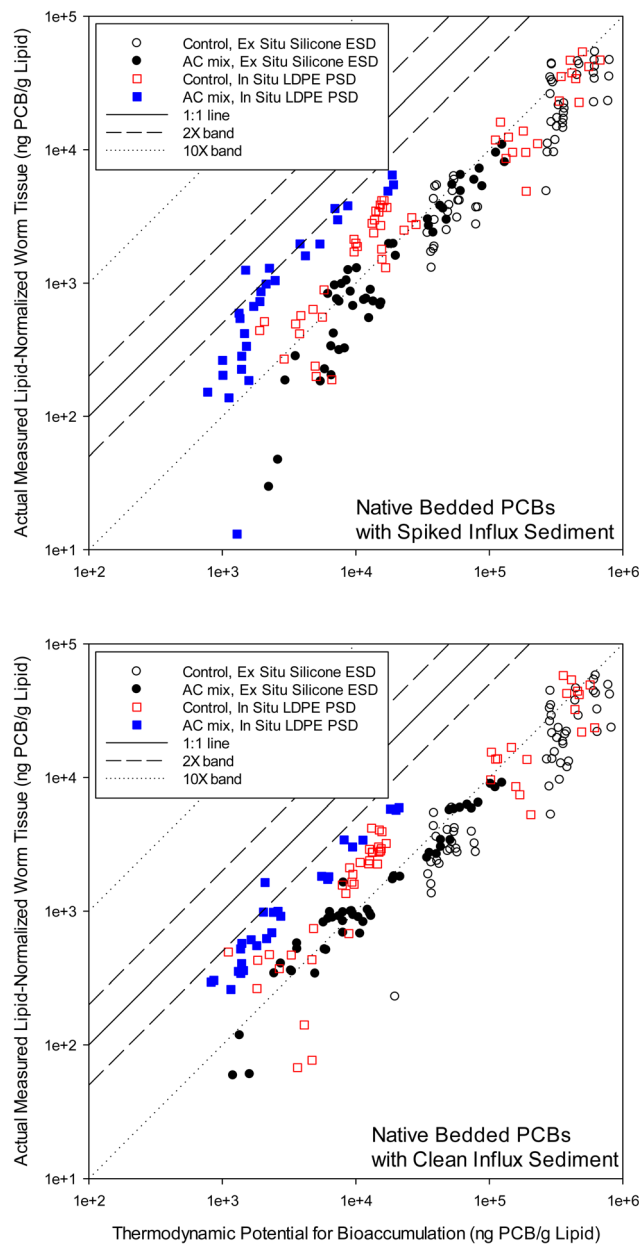 1e+5
Control, Ex Situ Silicone ESD
AC mix, Ex Situ Silicone ESD
Control, In Situ LDPE PSD
AC mix, In Situ LDPE PSD
1:1 line
2X band
10X band
1e+4
1e+3
1e+2
1e+1
Actual Measured Lipid-Normalized Worm Tissue (ng PCB/g Lipid)
Native Bedded PCBs
with Spiked Influx Sediment
1e+2
1e+3
1e+4
1e+5
1e+6
1e+5
Control, Ex Situ Silicone ESD
AC mix, Ex Situ Silicone ESD
Control, In Situ LDPE PSD
AC mix, In Situ LDPE PSD
1:1 line
2X band
10X band
1e+4
1e+3
1e+2
1e+1
Actual Measured Lipid-Normalized Worm Tissue (ng PCB/g Lipid)
Native Bedded PCBs
with Clean Influx Sediment
1e+2
1e+3
1e+4
1e+5
1e+6
Thermodynamic Potential for Bioaccumulation (ng PCB/g Lipid)